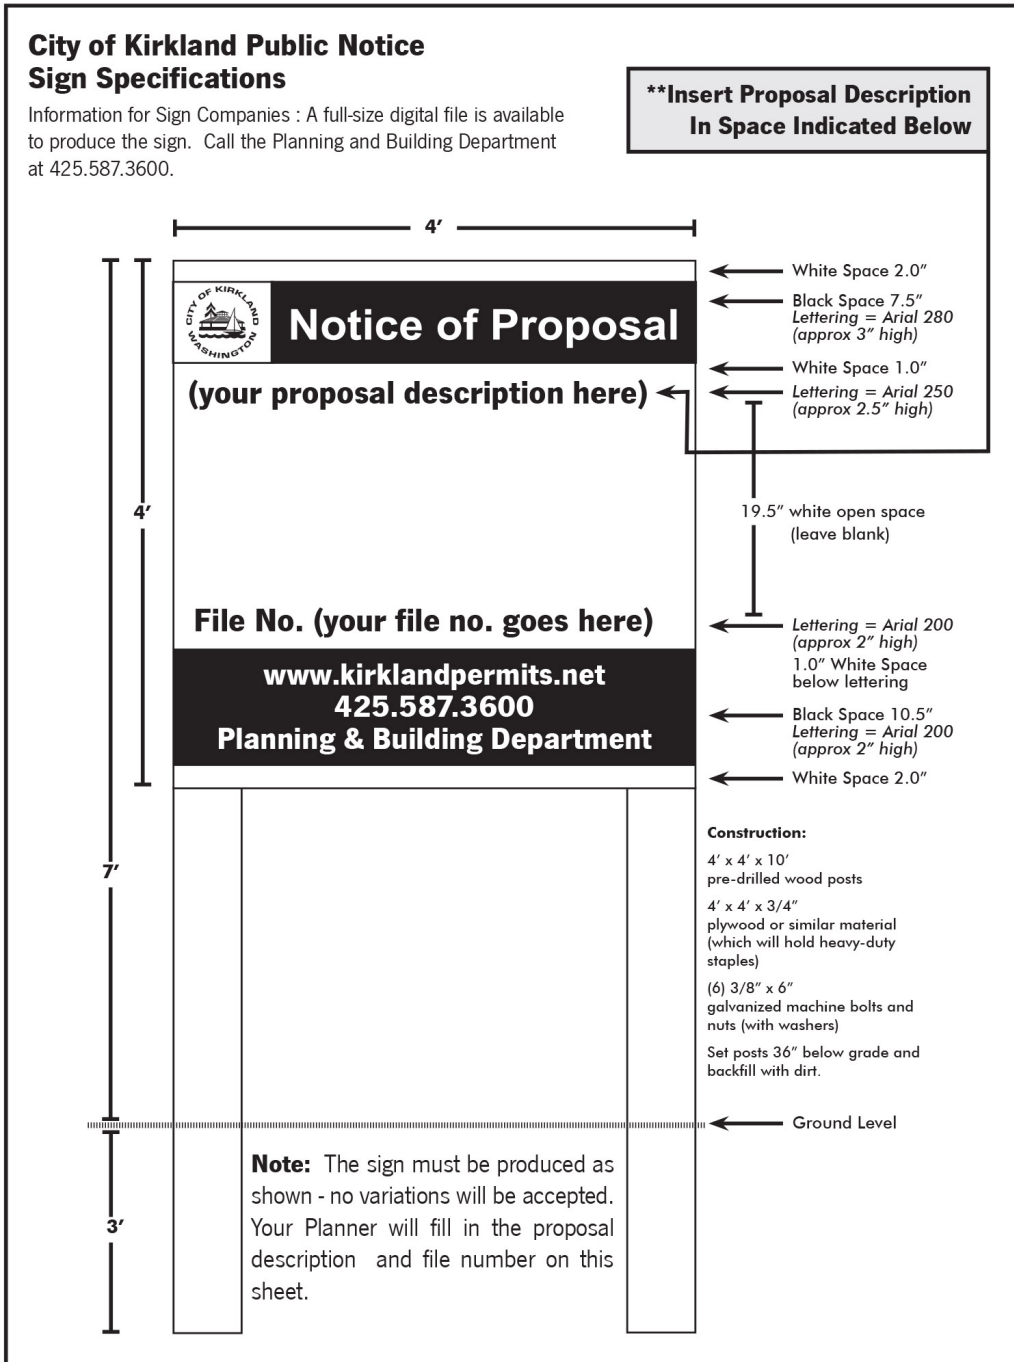 City of Kirkland Public Notice
Sign Specifications
Information for Sign Companies : A full-size digital file is available
to produce the sign. Call the Planning and Building Department
at 425.587.3600.
**Insert Proposal Description
In Space Indicated Below
4'
CITY OF KIRKLAND
WASHINGTON
Notice of Proposal
(your proposal description here)
4'
File No. (your file no. goes here)
www.kirklandpermits.net
425.587.3600
Planning & Building Department
White Space 2.0"
Black Space 7.5"
Lettering = Arial 280
(approx 3" high)
White Space 1.0"
Lettering = Arial 250
(approx 2.5" high)
19.5" white open space
(leave blank)
Lettering = Arial 200
(approx 2" high)
1.0" White Space
below lettering
Black Space 10.5"
Lettering = Arial 200
(approx 2" high)
White Space 2.0"
7'
Construction:
4' x 4' x 10'
pre-drilled wood posts
4' x 4' x 3/4"
plywood or similar material
(which will hold heavy-duty
staples)
(6) 3/8" x 6"
galvanized machine bolts and
nuts (with washers)
Set posts 36" below grade and
backfill with dirt.
Ground Level
3'
Note: The sign must be produced as
shown - no variations will be accepted.
Your Planner will fill in the proposal
description and file number on this
sheet.